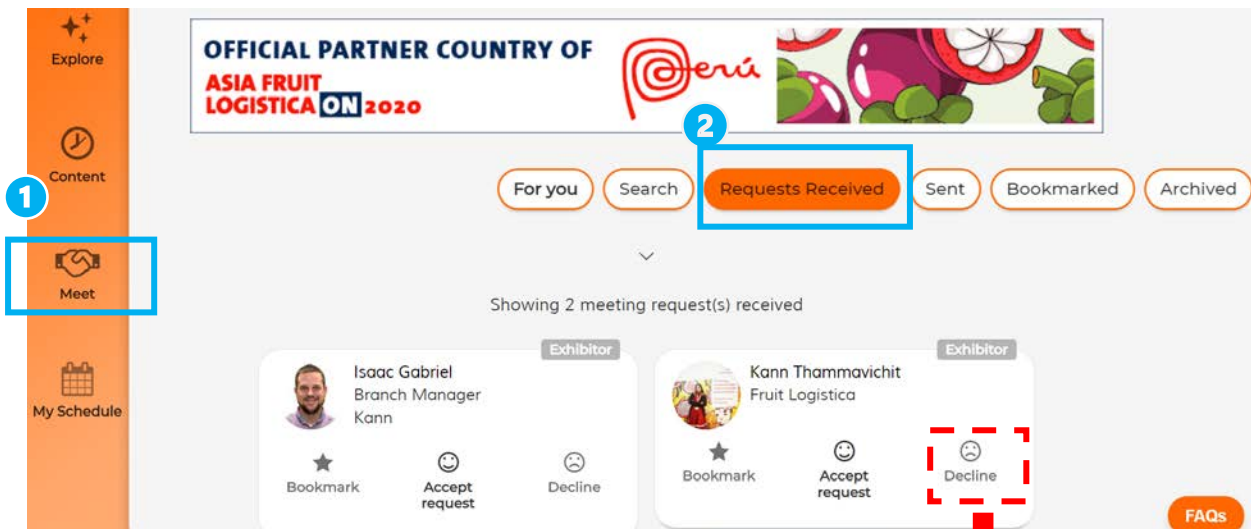 Explore
Content
1
Meet
My Schedule
OFFICIAL PARTNER COUNTRY OF
ASIA FRUIT
LOGISTICA ON 2020
Perú
2
For you
Search
Requests Received
Sent
Bookmarked
Archived
Showing 2 meeting request(s) received
Exhibitor
Isaac Gabriel
Branch Manager
Kann
Bookmark
Accept
request
Decline
Exhibitor
Kann Thammavichit
Fruit Logistica
Bookmark
Accept
request
Decline
FAQs